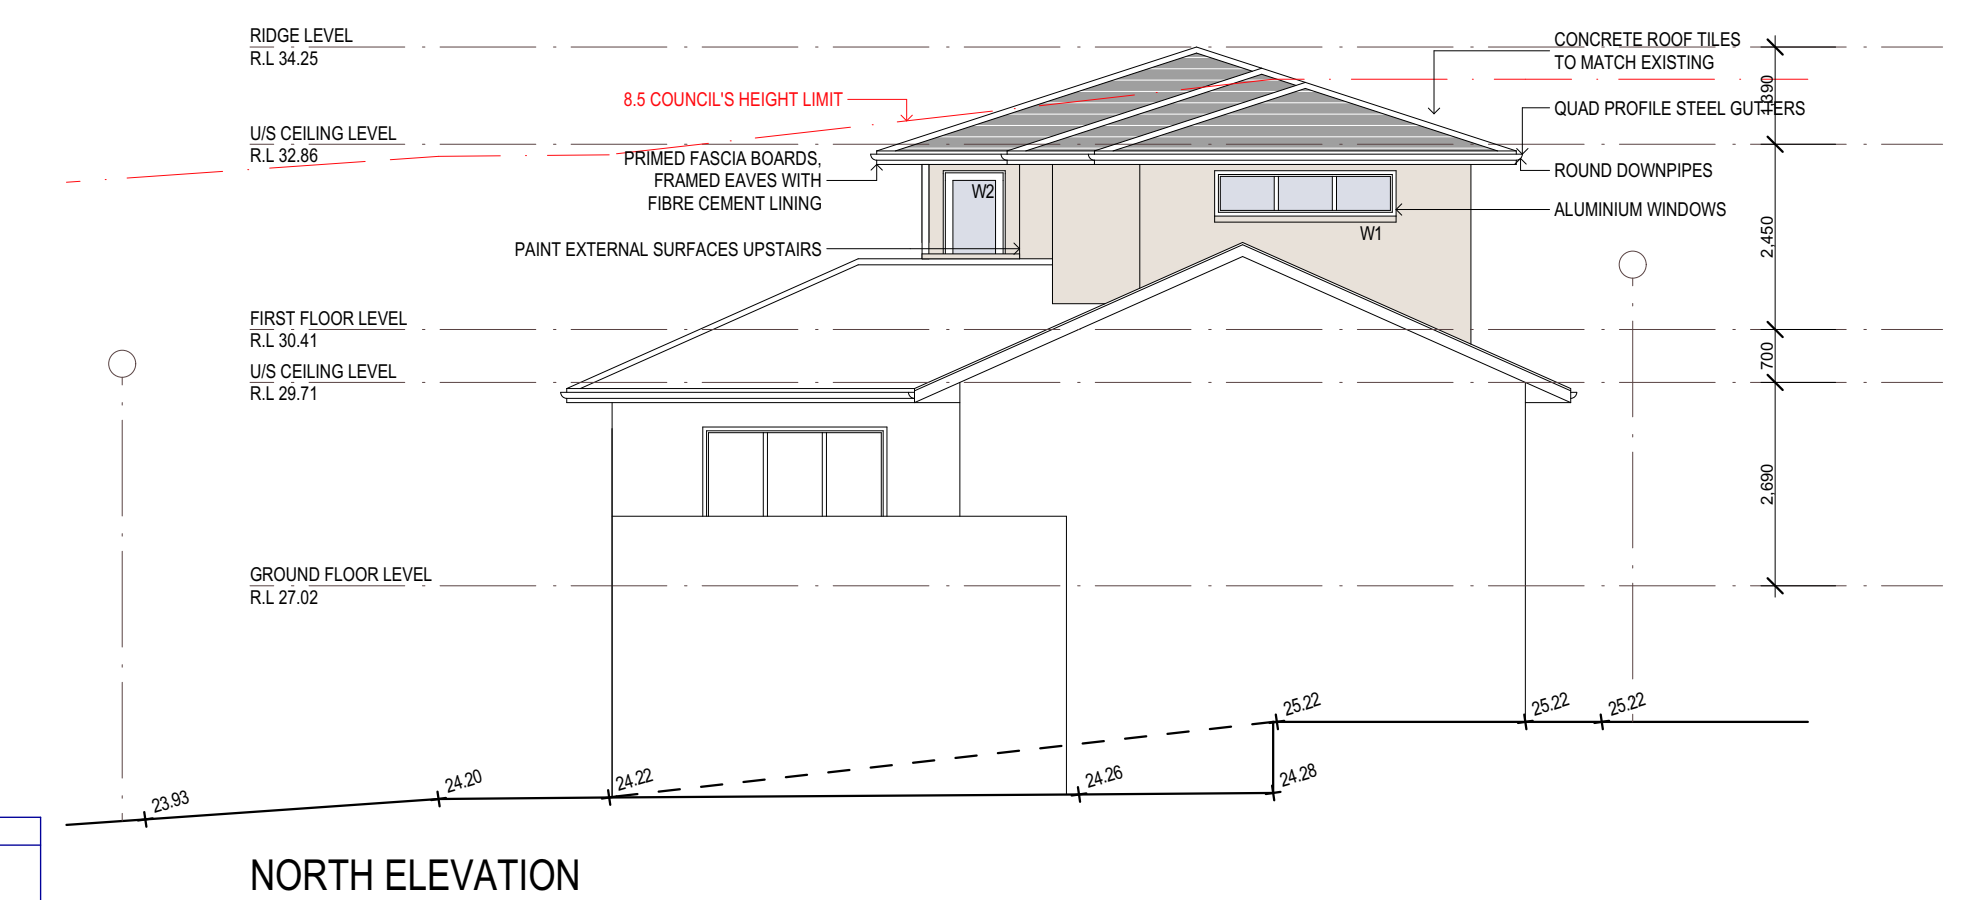 RIDGE LEVEL
R.L 34.25
CONCRETE ROOF TILES
TO MATCH EXISTING
8.5 COUNCIL'S HEIGHT LIMIT
1,390
QUAD PROFILE STEEL GUTTERS
U/S CEILING LEVEL
R.L 32.86
PRIMED FASCIA BOARDS,
FRAMED EAVES WITH
FIBRE CEMENT LINING
ROUND DOWNPIPES
W2
ALUMINIUM WINDOWS
W1
2,450
PAINT EXTERNAL SURFACES UPSTAIRS
FIRST FLOOR LEVEL
R.L 30.41
700
U/S CEILING LEVEL
R.L 29.71
2,690
GROUND FLOOR LEVEL
R.L 27.02
25.22
25.22
25.22
23.93
24.20
24.22
24.26
24.28
NORTH ELEVATION